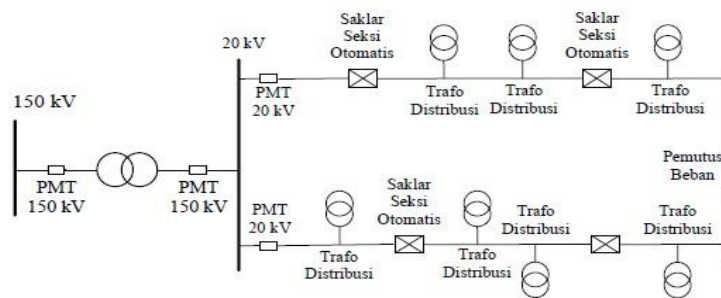 150 kV
PMT
150 kV
PMT
150 kV
20 kV
PMT
20 kV
Saklar
Seksi
Otomatis
Trafo
Distribusi
Trafo
Distribusi
Saklar
Seksi
Otomatis
Trafo
Distribusi
Pemutus
Beban
PMT
20 kV
Trafo
Distribusi
Saklar
Seksi
Otomatis
Trafo
Distribusi
Trafo
Distribusi
Trafo
Distribusi